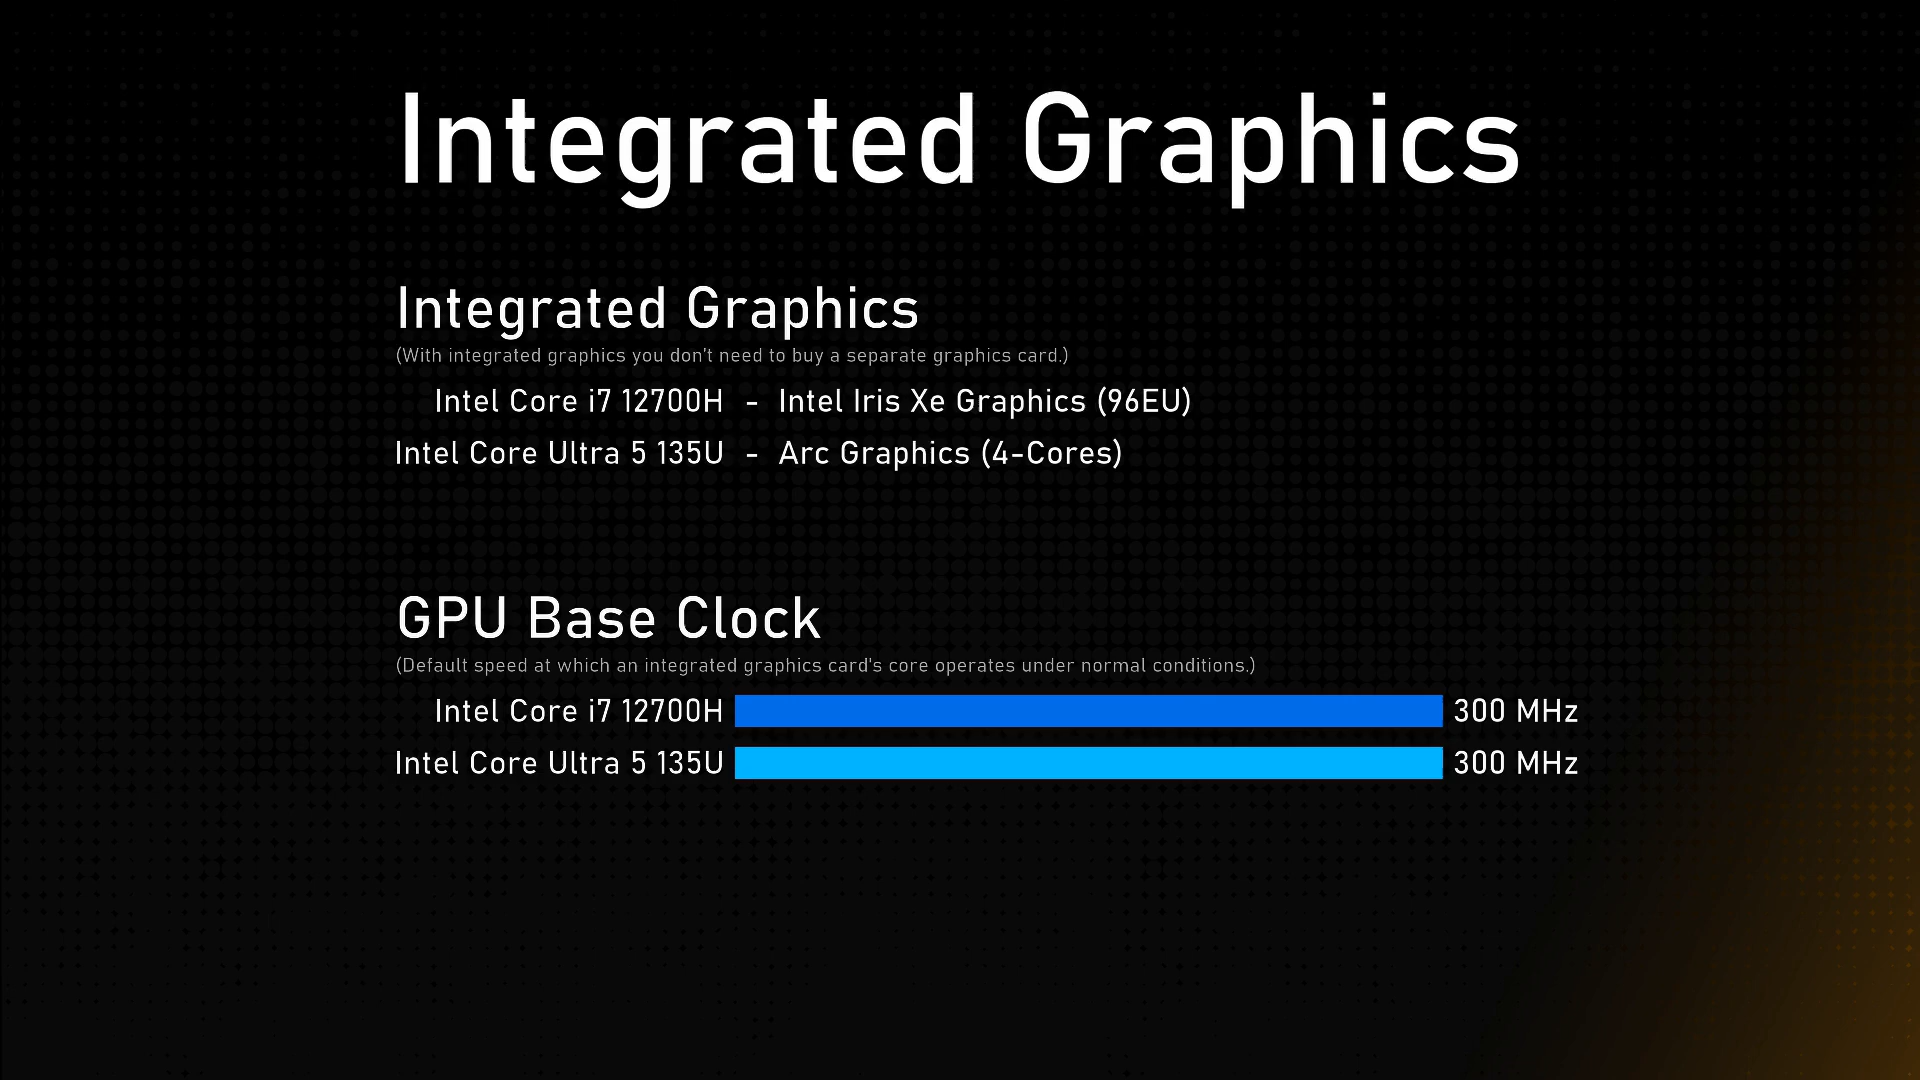 Integrated Graphics
Integrated Graphics
(With integrated graphics you don't need to buy a separate graphics card.)
Intel Core i7 12700H - Intel Iris Xe Graphics (96EU)
Intel Core Ultra 5 135U - Arc Graphics (4-Cores)
GPU Base Clock
(Default speed at which an integrated graphics card's core operates under normal conditions.)
Intel Core i7 12700H 300 MHz
Intel Core Ultra 5 135U 300 MHz